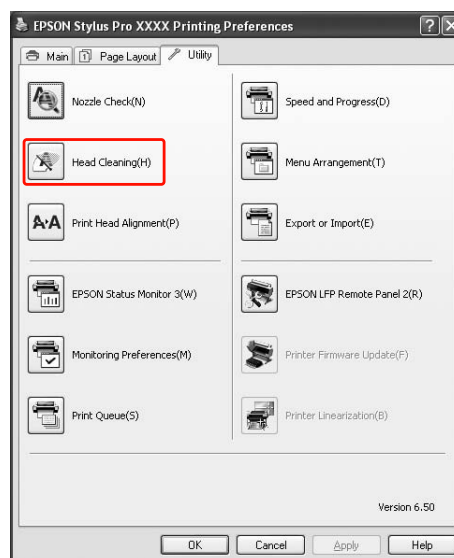 EPSON Stylus Pro XXXX Printing Preferences
Main
Page Layout
Utility
Nozzle Check(N)
Speed and Progress(D)
Head Cleaning(H)
Menu Arrangement(T)
Print Head Alignment(P)
Export or Import(E)
EPSON Status Monitor 3(W)
EPSON LFP Remote Panel 2(R)
Monitoring Preferences(M)
Printer Firmware Update(F)
Print Queue(S)
Printer Linearization(B)
Version 6.50
OK
Cancel
Apply
Help